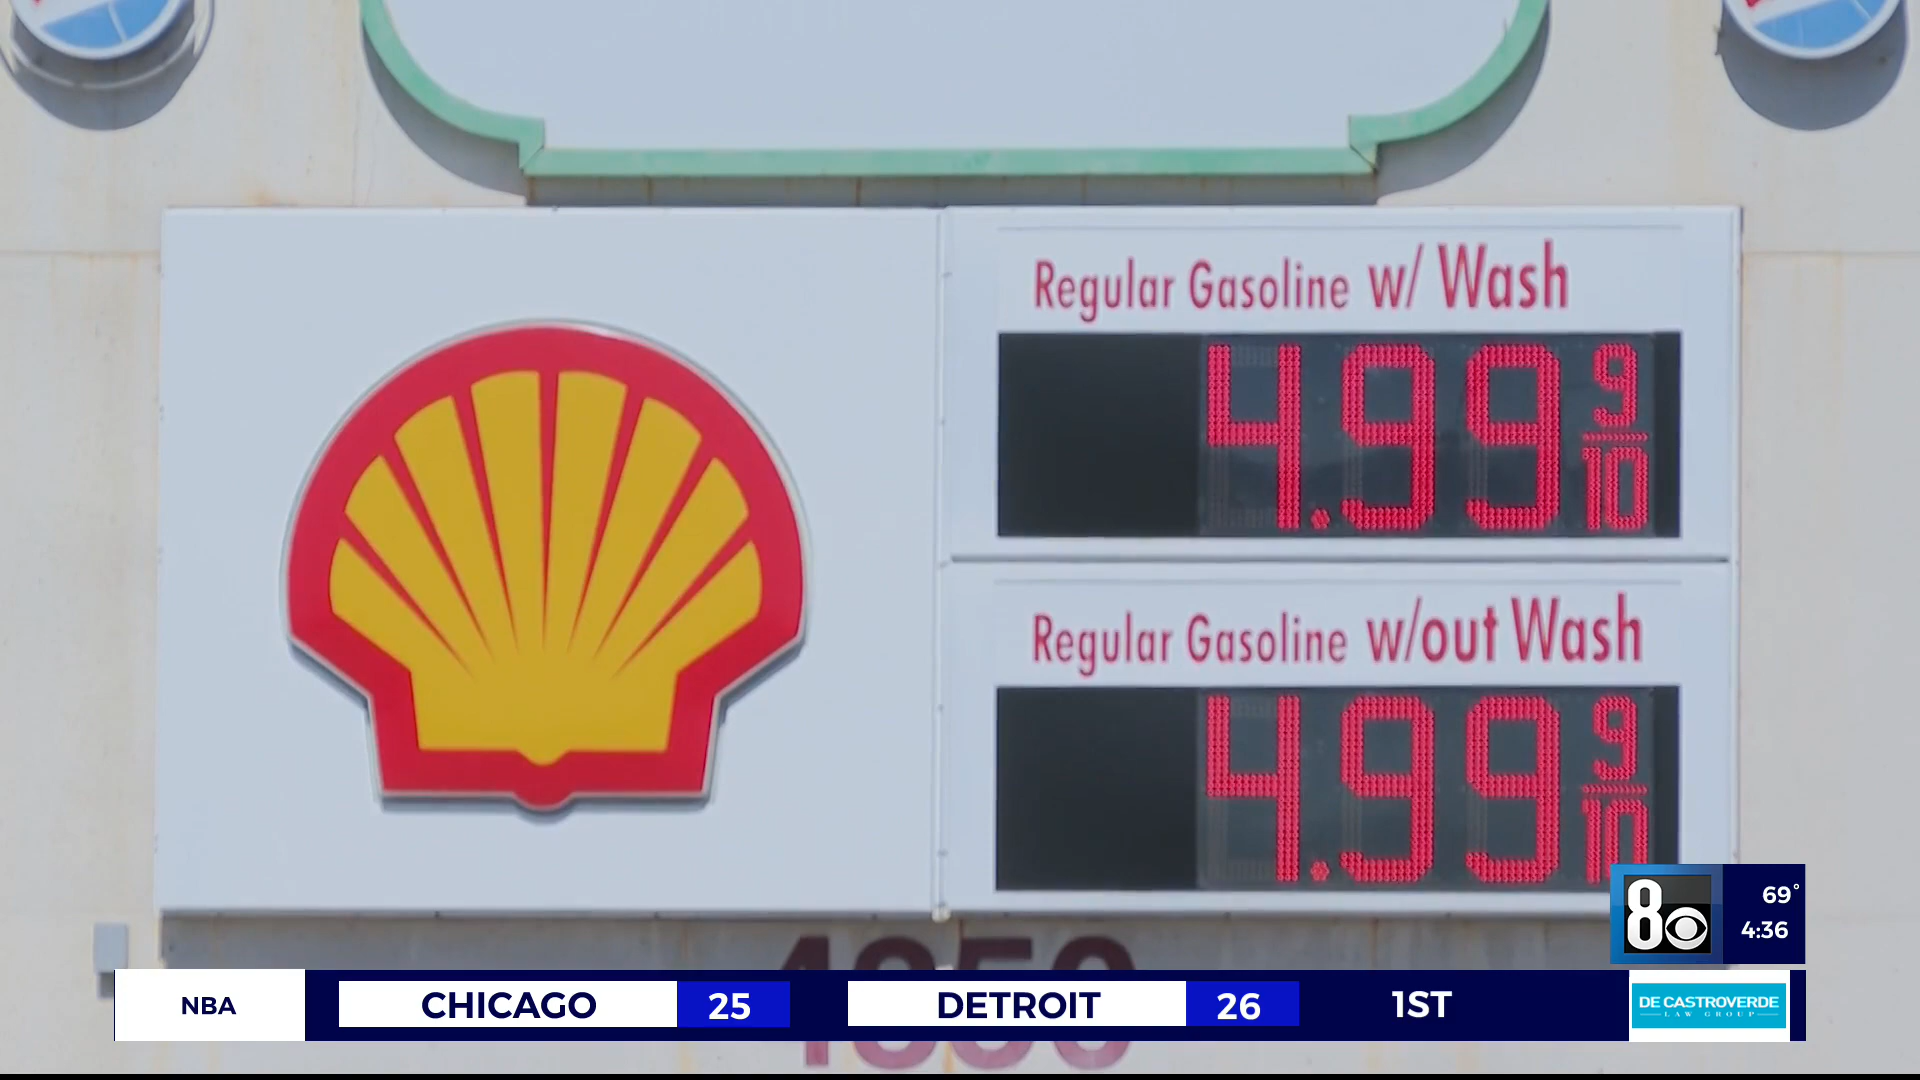 Regular Gasoline w/ Wash
4.99 9/10
Regular Gasoline w/out Wash
4.99 9/10
8
69°
4:36
NBA
CHICAGO 25
DETROIT 26
1ST
DE CASTROVERDE
LAW GROUP